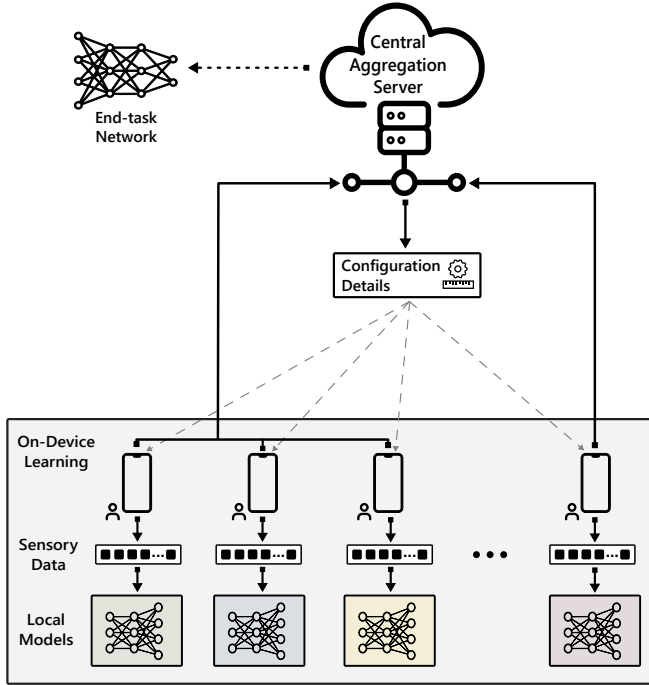 Central
Aggregation
Server
End-task
Network
Configuration
Details
On-Device
Learning
Sensory
Data
Local
Models